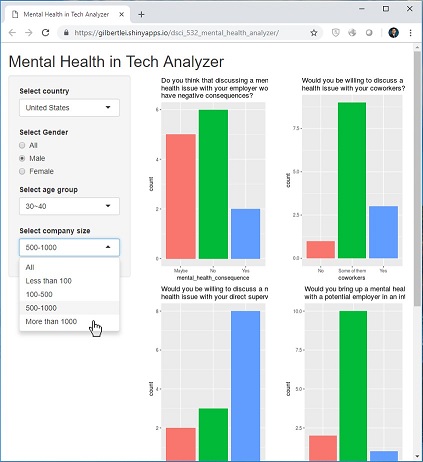 Mental Health in Tech Analyzer
https://gilbertlei.shinyapps.io/dsci_532_mental_health_analyzer/
Mental Health in Tech Analyzer
Select country
United States
Select Gender
All
Male
Female
Select age group
30~40
Select company size
500-1000
All
Less than 100
100-500
500-1000
More than 1000
Do you think that discussing a men
health issue with your employer wo
have negative consequences?
count
6
4
2
0
Maybe
No
Yes
mental_health_consequence
Would you be willing to discuss a
health issue with your coworkers?
count
7.5
5.0
2.5
0.0
No
Some of them
Yes
coworkers
Would you be willing to discuss a m
health issue with your direct superv
count
8
6
4
2
Would you bring up a mental heal
with a potential employer in an int
count
10.0
7.5
5.0
2.5